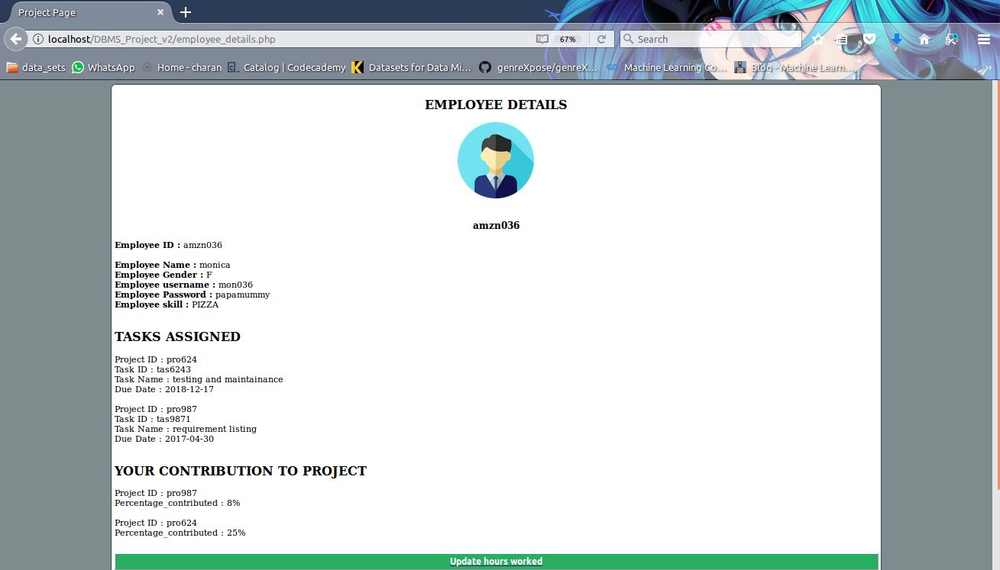 Project Page
localhost/DBMS_Project_v2/employee_details.php
67%
Search
data_sets
WhatsApp
Home - charan
Catalog | Codecademy
Datasets for Data Mi...
genreXpose/genreX...
Machine Learning Co...
Blog - Machine Learn...
EMPLOYEE DETAILS
amzn036
Employee ID : amzn036
Employee Name : monica
Employee Gender : F
Employee username : mon036
Employee Password : papamummy
Employee skill : PIZZA
TASKS ASSIGNED
Project ID : pro624
Task ID : tas6243
Task Name : testing and maintainance
Due Date : 2018-12-17
Project ID : pro987
Task ID : tas9871
Task Name : requirement listing
Due Date : 2017-04-30
YOUR CONTRIBUTION TO PROJECT
Project ID : pro987
Percentage_contributed : 8%
Project ID : pro624
Percentage_contributed : 25%
Update hours worked